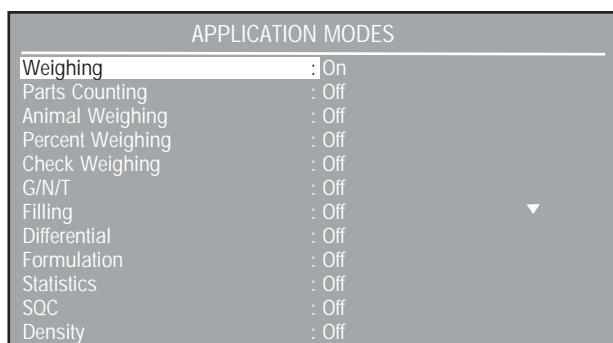 APPLICATION MODES
Weighing : On
Parts Counting : Off
Animal Weighing : Off
Percent Weighing : Off
Check Weighing : Off
G/N/T : Off
Filling : Off
Differential : Off
Formulation : Off
Statistics : Off
SQC : Off
Density : Off